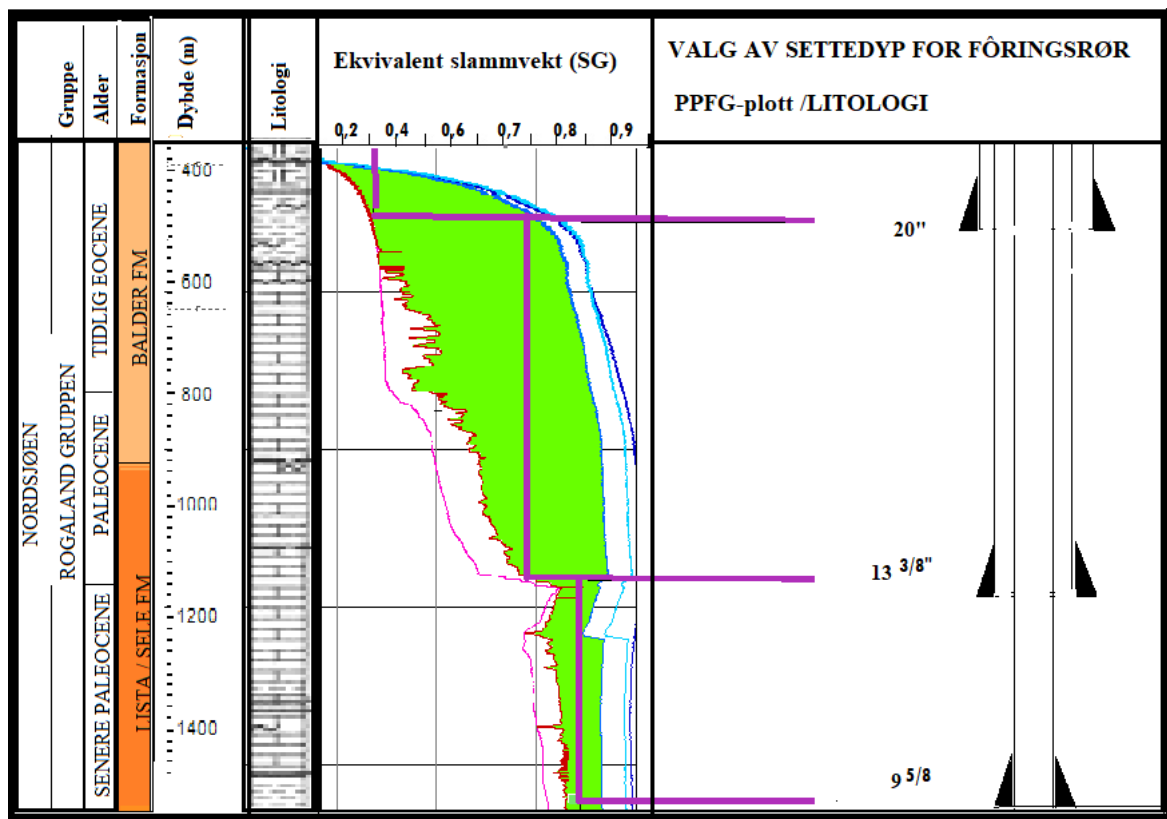 Gruppe
Alder
Formasjon
Dybde (m)
Litologi
Ekvivalent slammvekt (SG)
0,2 0,4 0,6 0,7 0,8 0,9
VALG AV SETTEDYP FOR FÔRINGSRØR
PPFG-plott /LITOLOGI
NORDSJØEN
ROGALAND GRUPPEN
TIDLIG EOCENE
PALEOCENE
SENERE PALEOCENE
BALDER FM
LISTA / SELE FM
400
600
800
1000
1200
1400
20"
13 3/8"
9 5/8